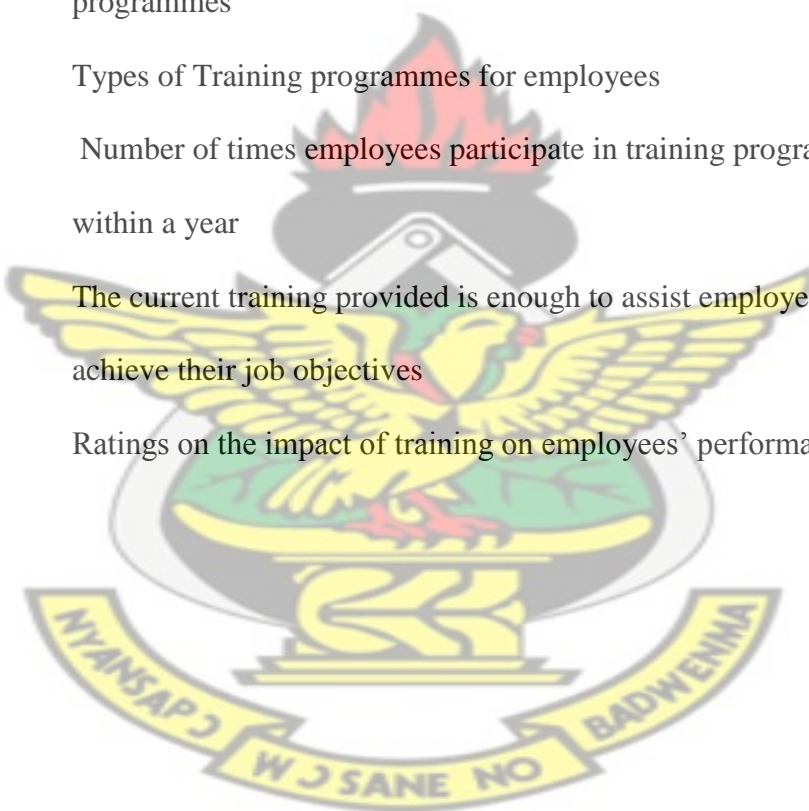 programmes
Types of Training programmes for employees
Number of times employees participate in training progra
within a year
The current training provided is enough to assist employe
achieve their job objectives
Ratings on the impact of training on employees’ performa
NYANSAPƆ
WƆSANE NO
BADWENMA